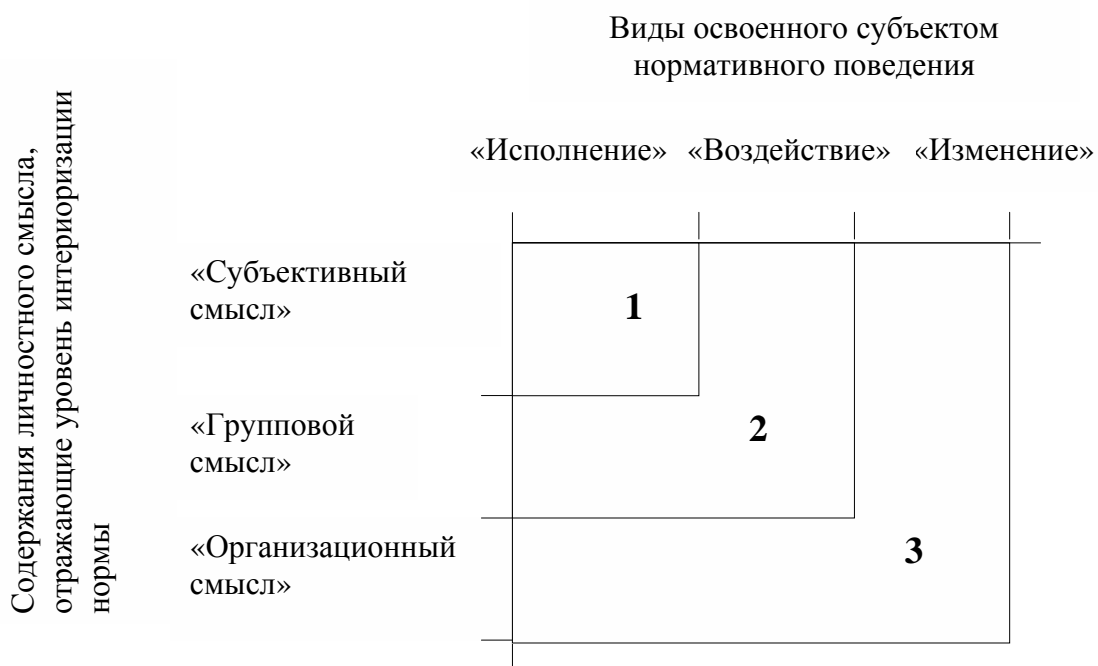 Виды освоенного субъектом
нормативного поведения
Содержания личностного смысла,
отражающие уровень интериоризации
нормы
«Исполнение» «Воздействие» «Изменение»
«Субъективный
смысл»
1
«Групповой
смысл»
2
«Организационный
смысл»
3